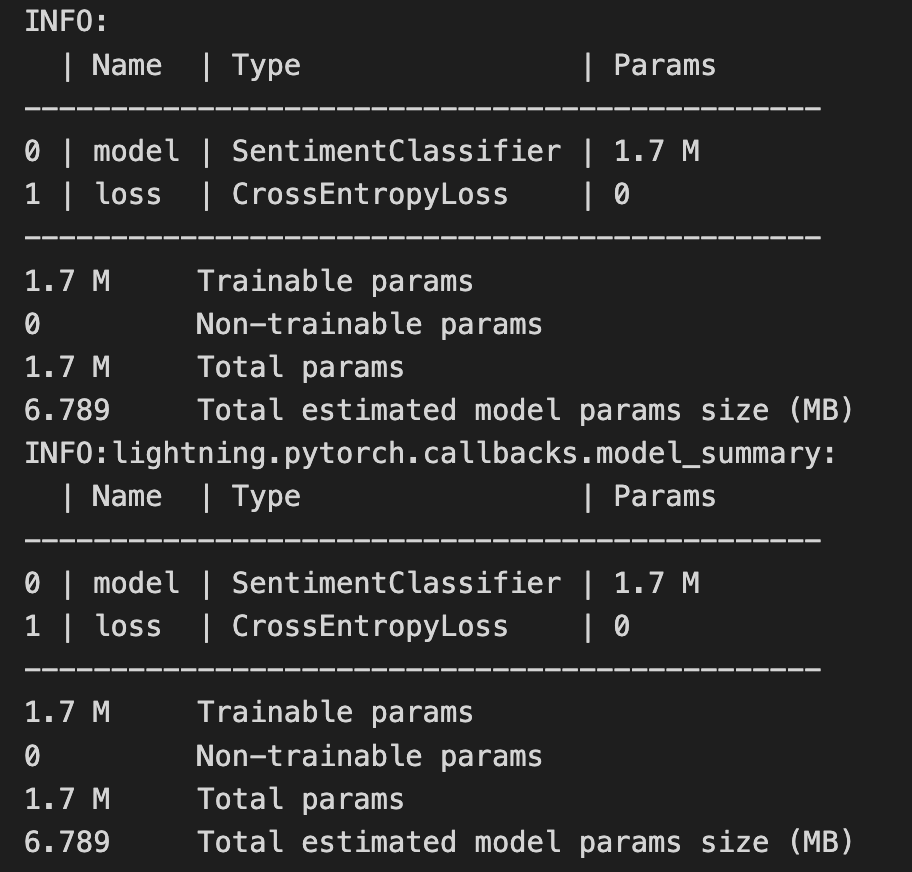 INFO:
  | Name  | Type                | Params
----------------------------------------------
0 | model | SentimentClassifier | 1.7 M
1 | loss  | CrossEntropyLoss    | 0
----------------------------------------------
1.7 M     Trainable params
0         Non-trainable params
1.7 M     Total params
6.789     Total estimated model params size (MB)
INFO:lightning.pytorch.callbacks.model_summary:
  | Name  | Type                | Params
----------------------------------------------
0 | model | SentimentClassifier | 1.7 M
1 | loss  | CrossEntropyLoss    | 0
----------------------------------------------
1.7 M     Trainable params
0         Non-trainable params
1.7 M     Total params
6.789     Total estimated model params size (MB)